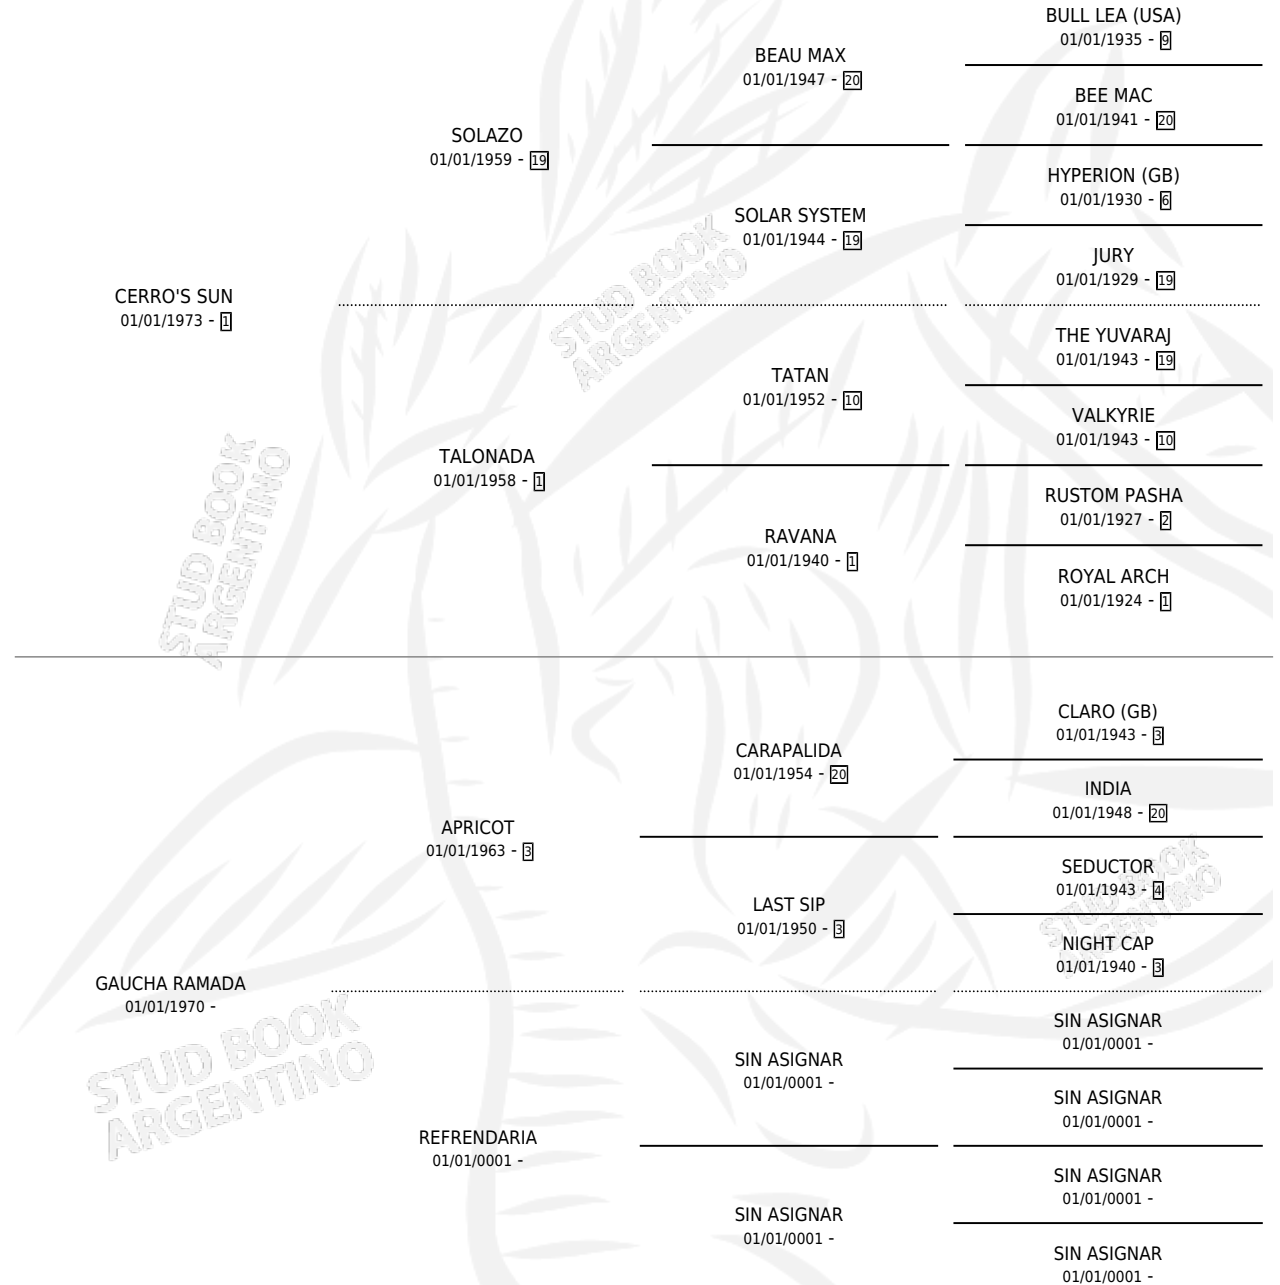 BULL LEA (USA)
01/01/1935 - 9
BEAU MAX
01/01/1947 - 20
BEE MAC
01/01/1941 - 20
SOLAZO
01/01/1959 - 19
HYPERION (GB)
01/01/1930 - 6
SOLAR SYSTEM
01/01/1944 - 19
JURY
01/01/1929 - 19
CERRO'S SUN
01/01/1973 - 1
THE YUVARAJ
01/01/1943 - 19
TATAN
01/01/1952 - 10
VALKYRIE
01/01/1943 - 10
TALONADA
01/01/1958 - 1
RUSTOM PASHA
01/01/1927 - 2
RAVANA
01/01/1940 - 1
ROYAL ARCH
01/01/1924 - 1
CLARO (GB)
01/01/1943 - 3
CARAPALIDA
01/01/1954 - 20
INDIA
01/01/1948 - 20
APRICOT
01/01/1963 - 3
SEDUCTOR
01/01/1943 - 4
LAST SIP
01/01/1950 - 3
NIGHT CAP
01/01/1940 - 3
GAUCHA RAMADA
01/01/1970 -
SIN ASIGNAR
01/01/0001 -
SIN ASIGNAR
01/01/0001 -
SIN ASIGNAR
01/01/0001 -
REFRENDARIA
01/01/0001 -
SIN ASIGNAR
01/01/0001 -
SIN ASIGNAR
01/01/0001 -
SIN ASIGNAR
01/01/0001 -
STUD BOOK
ARGENTINO
STUD BOOK
ARGENTINO
STUD BOOK
ARGENTINO
STUD BOOK
ARGENTINO